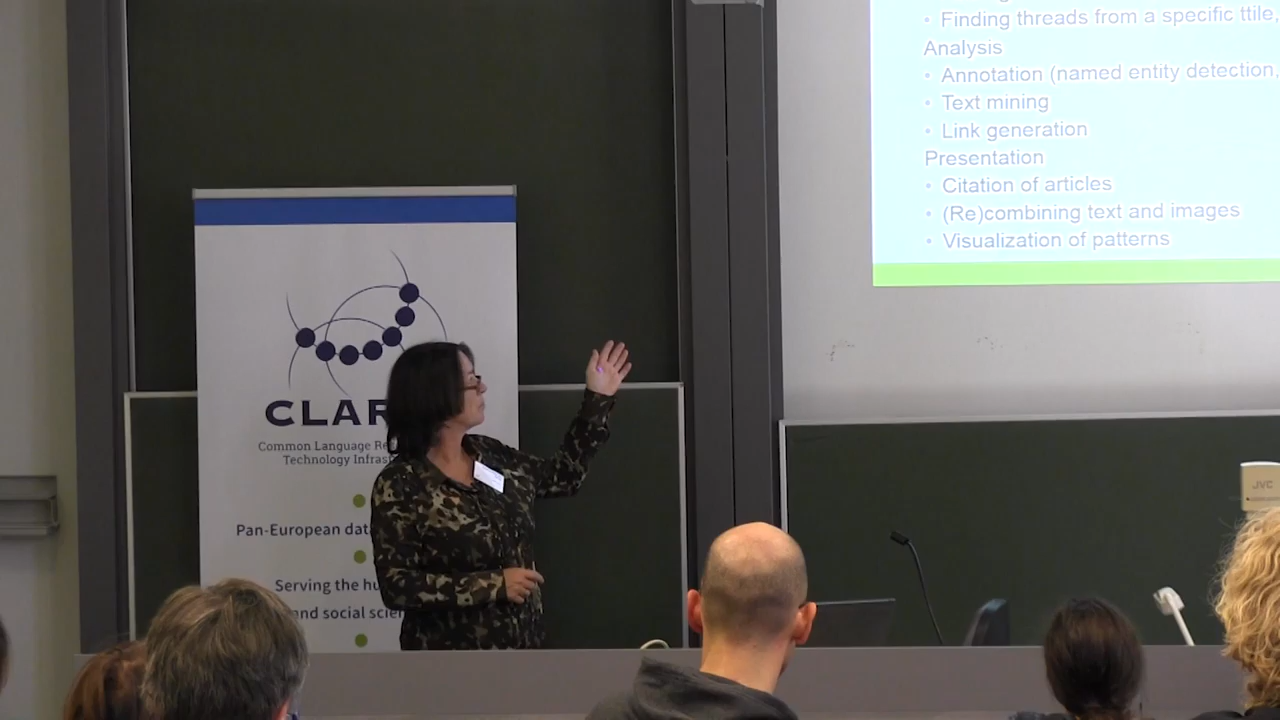 • Finding threads from a specific ttile,
Analysis
• Annotation (named entity detection,
• Text mining
• Link generation
Presentation
• Citation of articles
• (Re)combining text and images
• Visualization of patterns
CLAR
Common Language Re
Technology Infras
Pan-European dat
Serving the hu
and social scie
JVC